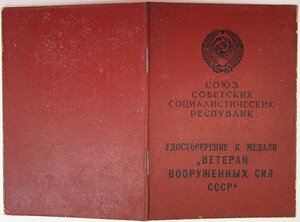 СОЮЗ
СОВЕТСКИХ
СОЦИАЛИСТИЧЕСКИХ
РЕСПУБЛИК
УДОСТОВЕРЕНИЕ К МЕДАЛИ
„ВЕТЕРАН
ВООРУЖЕННЫХ СИЛ
СССР“